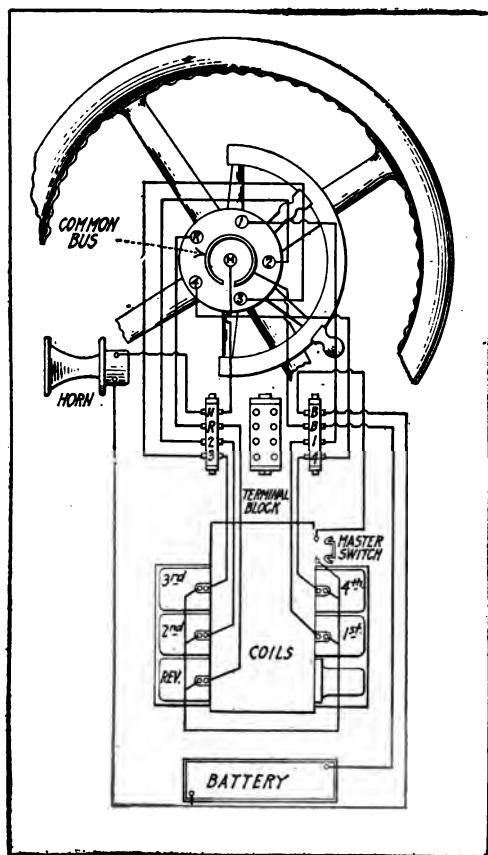 1
R
2
H
4
3
COMMON
BUS
HORN
H
R
2
3
B
B
1
4
TERMINAL
BLOCK
MASTER
SWITCH
3rd
4th
2nd
1st.
COILS
REV.
BATTERY